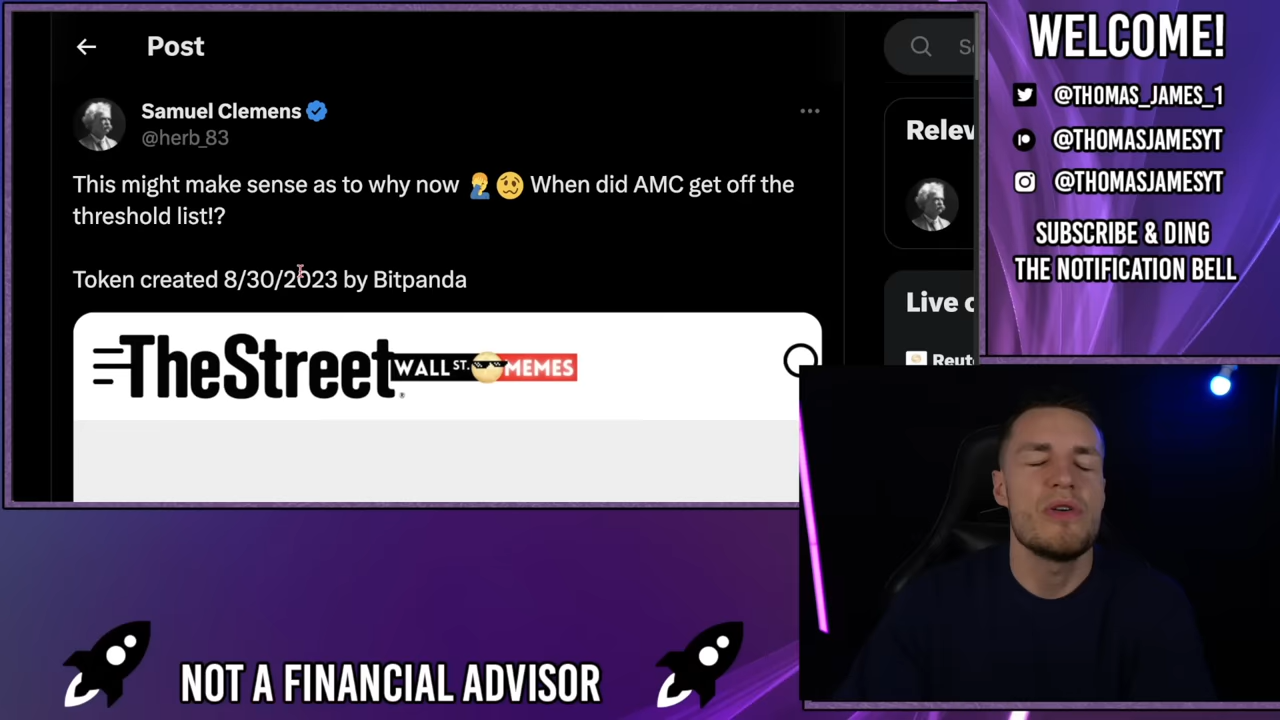 Post
Samuel Clemens
@herb_83
This might make sense as to why now 🤦‍♂️🥴 When did AMC get off the
threshold list!?
Token created 8/30/2023 by Bitpanda
TheStreet WALL ST. MEMES
Relev
Live
Reut
WELCOME!
@THOMAS_JAMES_1
@THOMASJAMESYT
@THOMASJAMESYT
SUBSCRIBE & DING
THE NOTIFICATION BELL
NOT A FINANCIAL ADVISOR